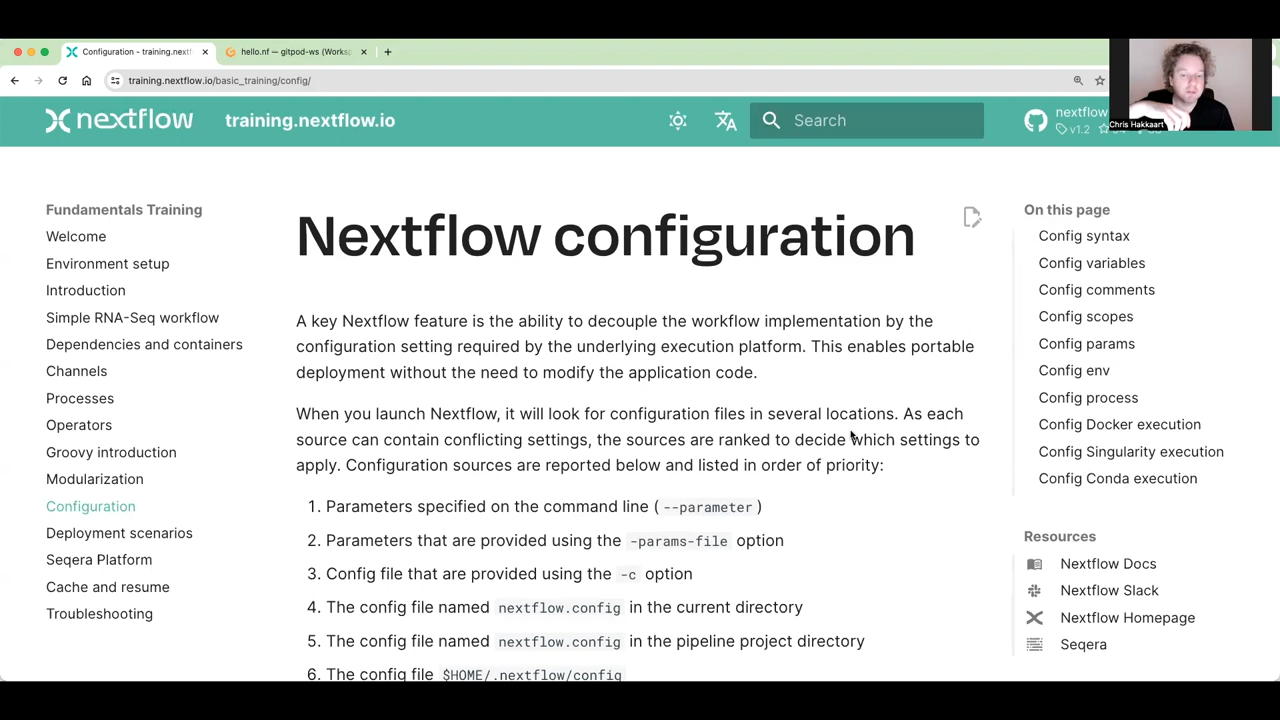 Configuration - training.nextf
hello.nf — gitpod-ws (Works
training.nextflow.io/basic_training/config/
nextflow
training.nextflow.io
Search
nextflow
v1.2
Chris Hakkaart
Fundamentals Training
Welcome
Environment setup
Introduction
Simple RNA-Seq workflow
Dependencies and containers
Channels
Processes
Operators
Groovy introduction
Modularization
Configuration
Deployment scenarios
Seqera Platform
Cache and resume
Troubleshooting
Nextflow configuration
A key Nextflow feature is the ability to decouple the workflow implementation by the
configuration setting required by the underlying execution platform. This enables portable
deployment without the need to modify the application code.
When you launch Nextflow, it will look for configuration files in several locations. As each
source can contain conflicting settings, the sources are ranked to decide which settings to
apply. Configuration sources are reported below and listed in order of priority:
1. Parameters specified on the command line ( --parameter )
2. Parameters that are provided using the -params-file option
3. Config file that are provided using the -c option
4. The config file named nextflow.config in the current directory
5. The config file named nextflow.config in the pipeline project directory
6. The config file $HOME/.nextflow/config
On this page
Config syntax
Config variables
Config comments
Config scopes
Config params
Config env
Config process
Config Docker execution
Config Singularity execution
Config Conda execution
Resources
Nextflow Docs
Nextflow Slack
Nextflow Homepage
Seqera